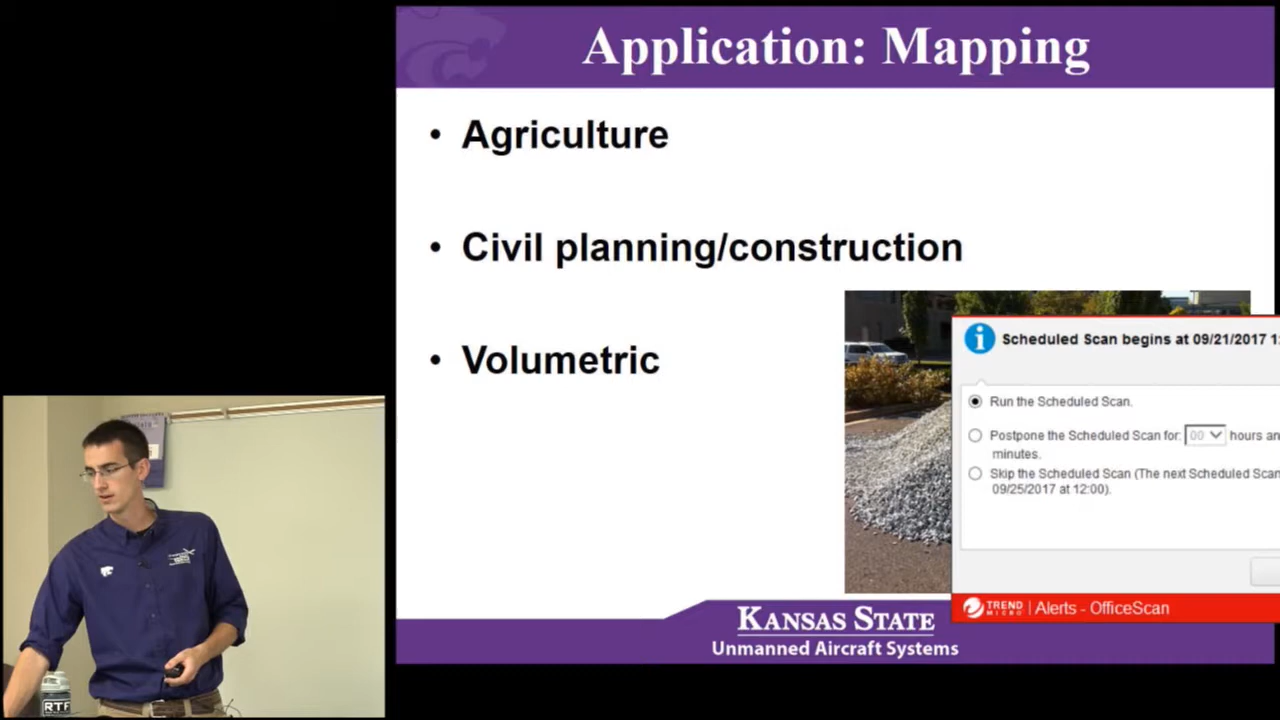 Application: Mapping
• Agriculture
• Civil planning/construction
• Volumetric
Scheduled Scan begins at 09/21/2017 1
Run the Scheduled Scan.
Postpone the Scheduled Scan for: 00 hours an
minutes.
Skip the Scheduled Scan (The next Scheduled Scan
09/25/2017 at 12:00).
TREND MICRO | Alerts - OfficeScan
KANSAS STATE
Unmanned Aircraft Systems
RTF